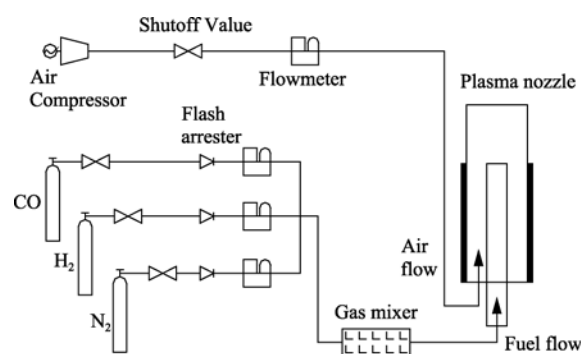 Shutoff Value
Air
Compressor
Flowmeter
Plasma nozzle
Flash
arrester
CO
H₂
N₂
Air
flow
Gas mixer
Fuel flow